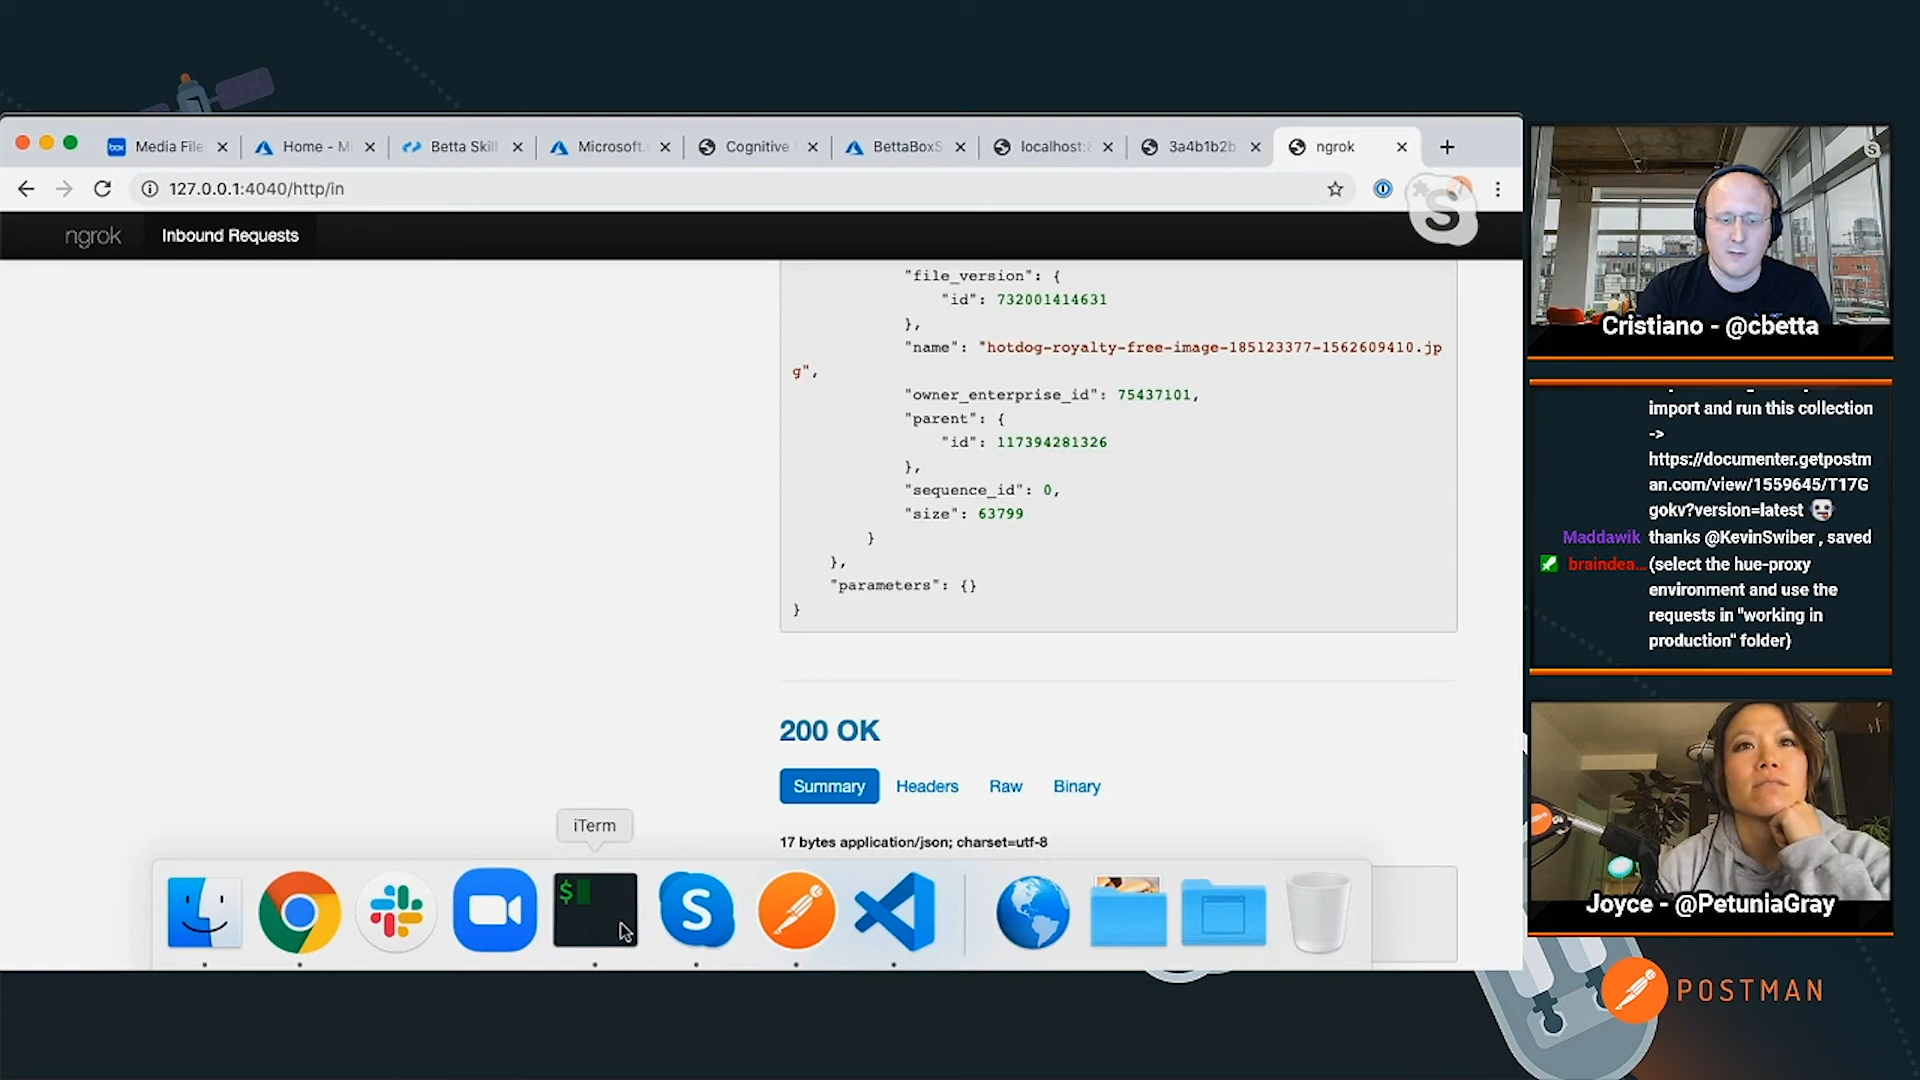 box Media File
Home - Mi
Betta Skill
Microsoft.
Cognitive
BettaBoxS
localhost:8
3a4b1b2b
ngrok
127.0.0.1:4040/http/in
ngrok
Inbound Requests
"file_version": {
"id": 732001414631
},
"name": "hotdog-royalty-free-image-185123377-1562609410.jp
g",
"owner_enterprise_id": 75437101,
"parent": {
"id": 117394281326
},
"sequence_id": 0,
"size": 63799
}
},
"parameters": {}
}
200 OK
Summary Headers Raw Binary
17 bytes application/json; charset=utf-8
iTerm
$
S
S
Cristiano - @cbetta
import and run this collection
->
https://documenter.getpostm
an.com/view/1559645/T17G
gokv?version=latest
Maddawik thanks @KevinSwiber , saved
braindea... (select the hue-proxy
environment and use the
requests in "working in
production" folder)
Joyce - @PetuniaGray
POSTMAN